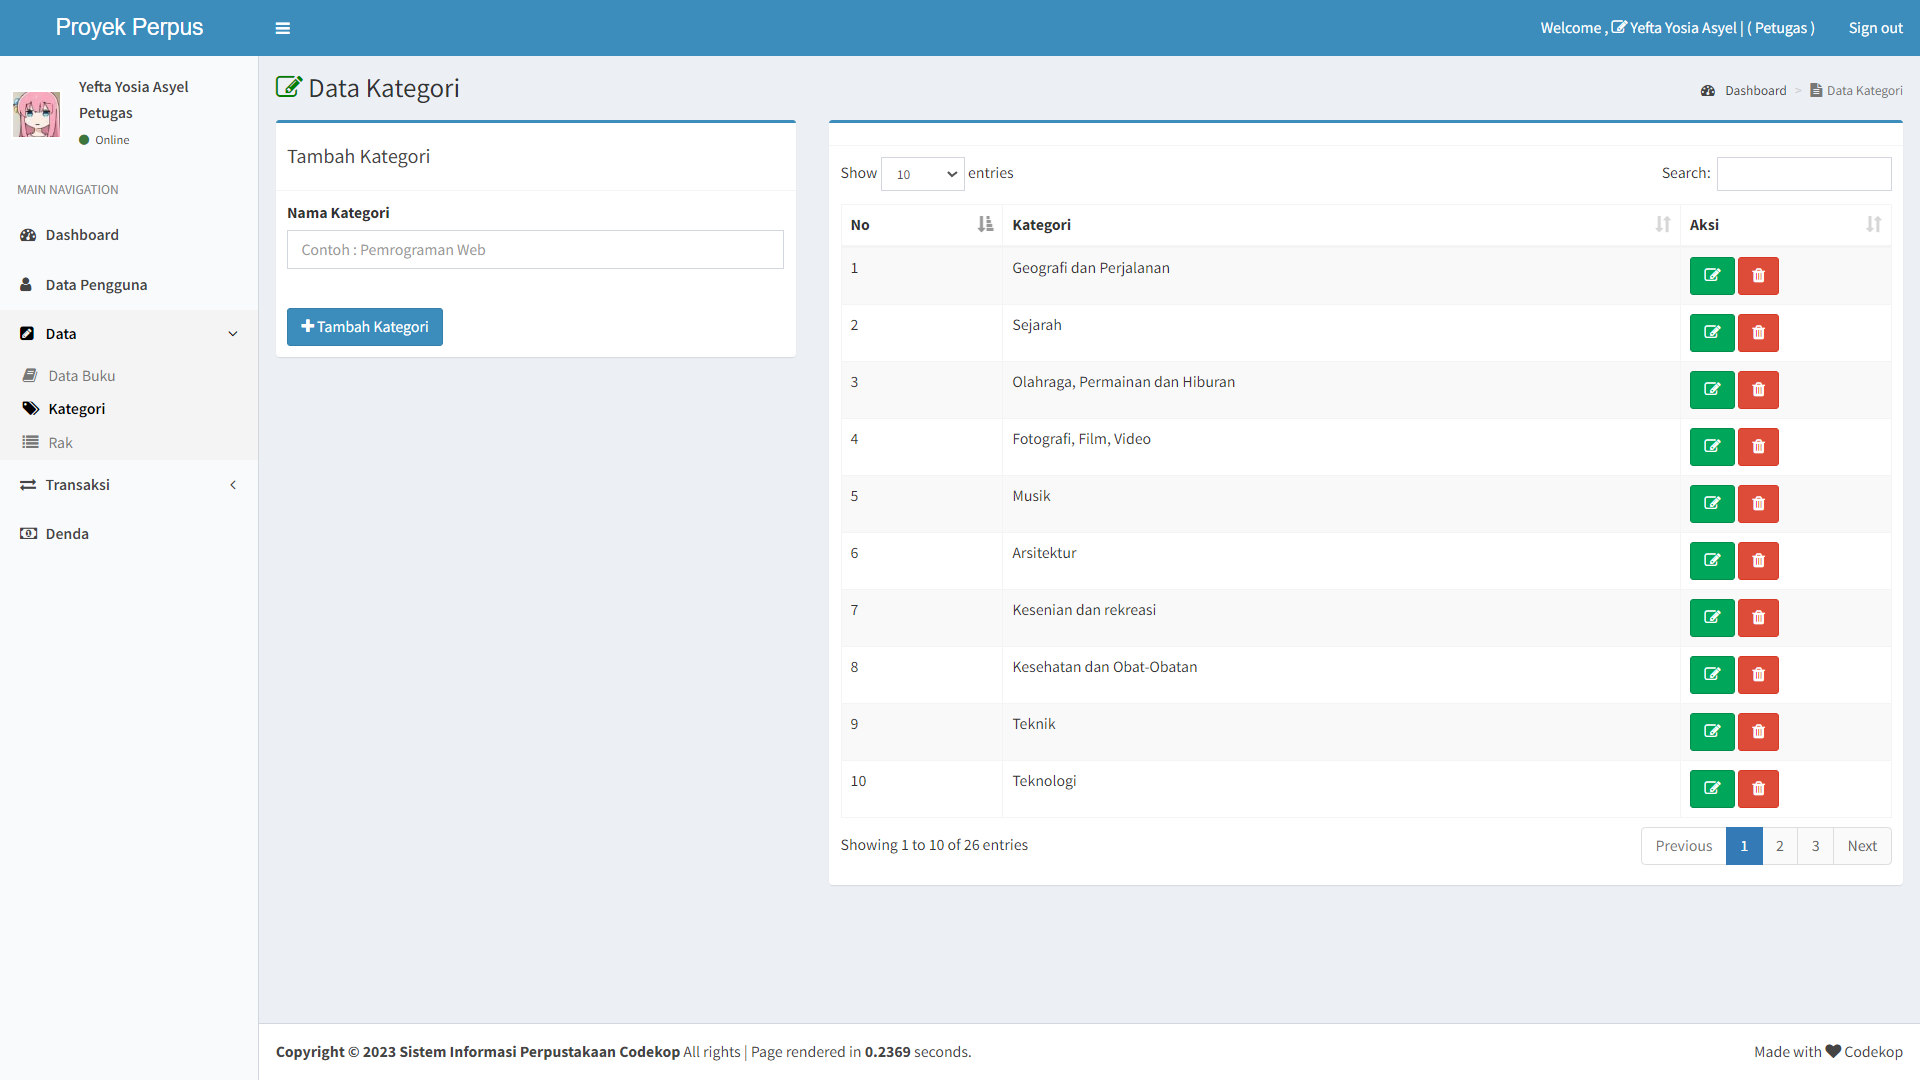 Proyek Perpus
Welcome , Yefta Yosia Asyel | ( Petugas )
Sign out
Yefta Yosia Asyel
Petugas
Online
MAIN NAVIGATION
Dashboard
Data Pengguna
Data
Data Buku
Kategori
Rak
Transaksi
Denda
Data Kategori
Dashboard > Data Kategori
Tambah Kategori
Nama Kategori
Contoh : Pemrograman Web
Tambah Kategori
Show 10 entries
Search:
No Kategori Aksi
1 Geografi dan Perjalanan
2 Sejarah
3 Olahraga, Permainan dan Hiburan
4 Fotografi, Film, Video
5 Musik
6 Arsitektur
7 Kesenian dan rekreasi
8 Kesehatan dan Obat-Obatan
9 Teknik
10 Teknologi
Showing 1 to 10 of 26 entries
Previous 1 2 3 Next
Copyright © 2023 Sistem Informasi Perpustakaan Codekop All rights | Page rendered in 0.2369 seconds.
Made with Codekop